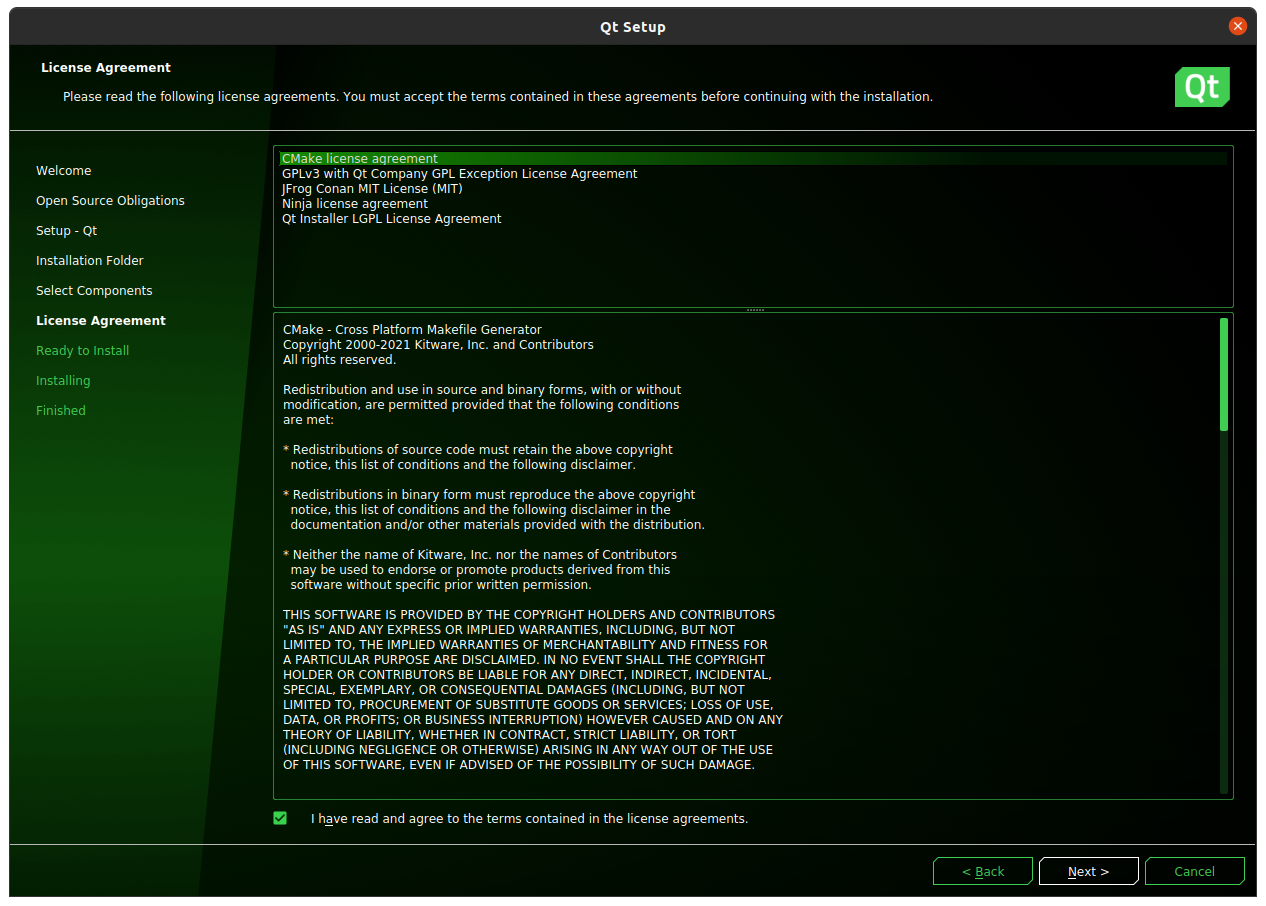 Qt Setup
License Agreement
Please read the following license agreements. You must accept the terms contained in these agreements before continuing with the installation.
Qt
Welcome
Open Source Obligations
Setup - Qt
Installation Folder
Select Components
License Agreement
Ready to Install
Installing
Finished
CMake license agreement
GPLv3 with Qt Company GPL Exception License Agreement
JFrog Conan MIT License (MIT)
Ninja license agreement
Qt Installer LGPL License Agreement
CMake - Cross Platform Makefile Generator
Copyright 2000-2021 Kitware, Inc. and Contributors
All rights reserved.
Redistribution and use in source and binary forms, with or without
modification, are permitted provided that the following conditions
are met:
* Redistributions of source code must retain the above copyright
notice, this list of conditions and the following disclaimer.
* Redistributions in binary form must reproduce the above copyright
notice, this list of conditions and the following disclaimer in the
documentation and/or other materials provided with the distribution.
* Neither the name of Kitware, Inc. nor the names of Contributors
may be used to endorse or promote products derived from this
software without specific prior written permission.
THIS SOFTWARE IS PROVIDED BY THE COPYRIGHT HOLDERS AND CONTRIBUTORS
"AS IS" AND ANY EXPRESS OR IMPLIED WARRANTIES, INCLUDING, BUT NOT
LIMITED TO, THE IMPLIED WARRANTIES OF MERCHANTABILITY AND FITNESS FOR
A PARTICULAR PURPOSE ARE DISCLAIMED. IN NO EVENT SHALL THE COPYRIGHT
HOLDER OR CONTRIBUTORS BE LIABLE FOR ANY DIRECT, INDIRECT, INCIDENTAL,
SPECIAL, EXEMPLARY, OR CONSEQUENTIAL DAMAGES (INCLUDING, BUT NOT
LIMITED TO, PROCUREMENT OF SUBSTITUTE GOODS OR SERVICES; LOSS OF USE,
DATA, OR PROFITS; OR BUSINESS INTERRUPTION) HOWEVER CAUSED AND ON ANY
THEORY OF LIABILITY, WHETHER IN CONTRACT, STRICT LIABILITY, OR TORT
(INCLUDING NEGLIGENCE OR OTHERWISE) ARISING IN ANY WAY OUT OF THE USE
OF THIS SOFTWARE, EVEN IF ADVISED OF THE POSSIBILITY OF SUCH DAMAGE.
I have read and agree to the terms contained in the license agreements.
< Back
Next >
Cancel